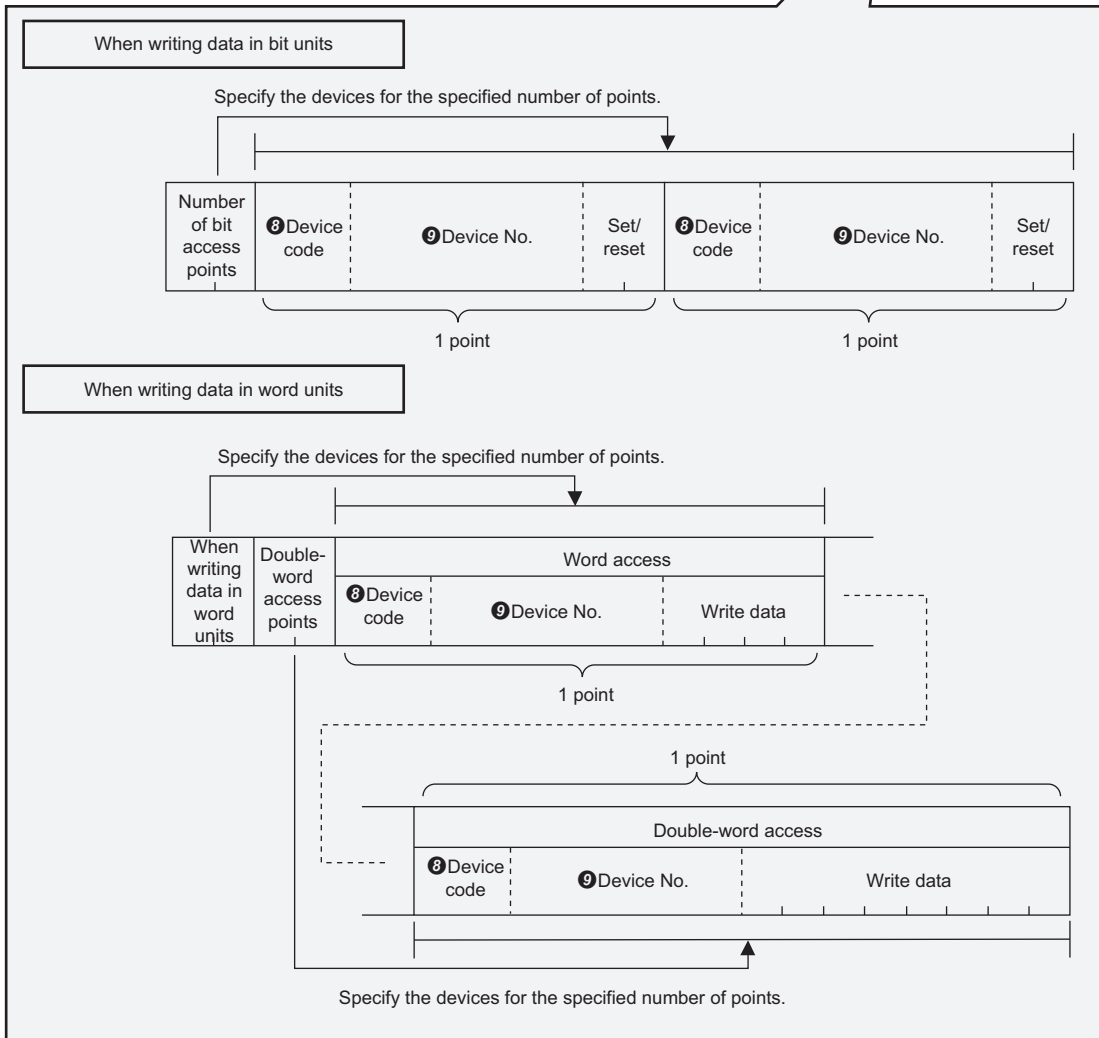 When writing data in bit units
Specify the devices for the specified number of points.
Number
of bit
access
points
❽Device
code
❾Device No.
Set/
reset
❽Device
code
❾Device No.
Set/
reset
1 point
1 point
When writing data in word units
Specify the devices for the specified number of points.
When
writing
data in
word
units
Double-
word
access
points
Word access
❽Device
code
❾Device No.
Write data
1 point
1 point
Double-word access
❽Device
code
❾Device No.
Write data
Specify the devices for the specified number of points.